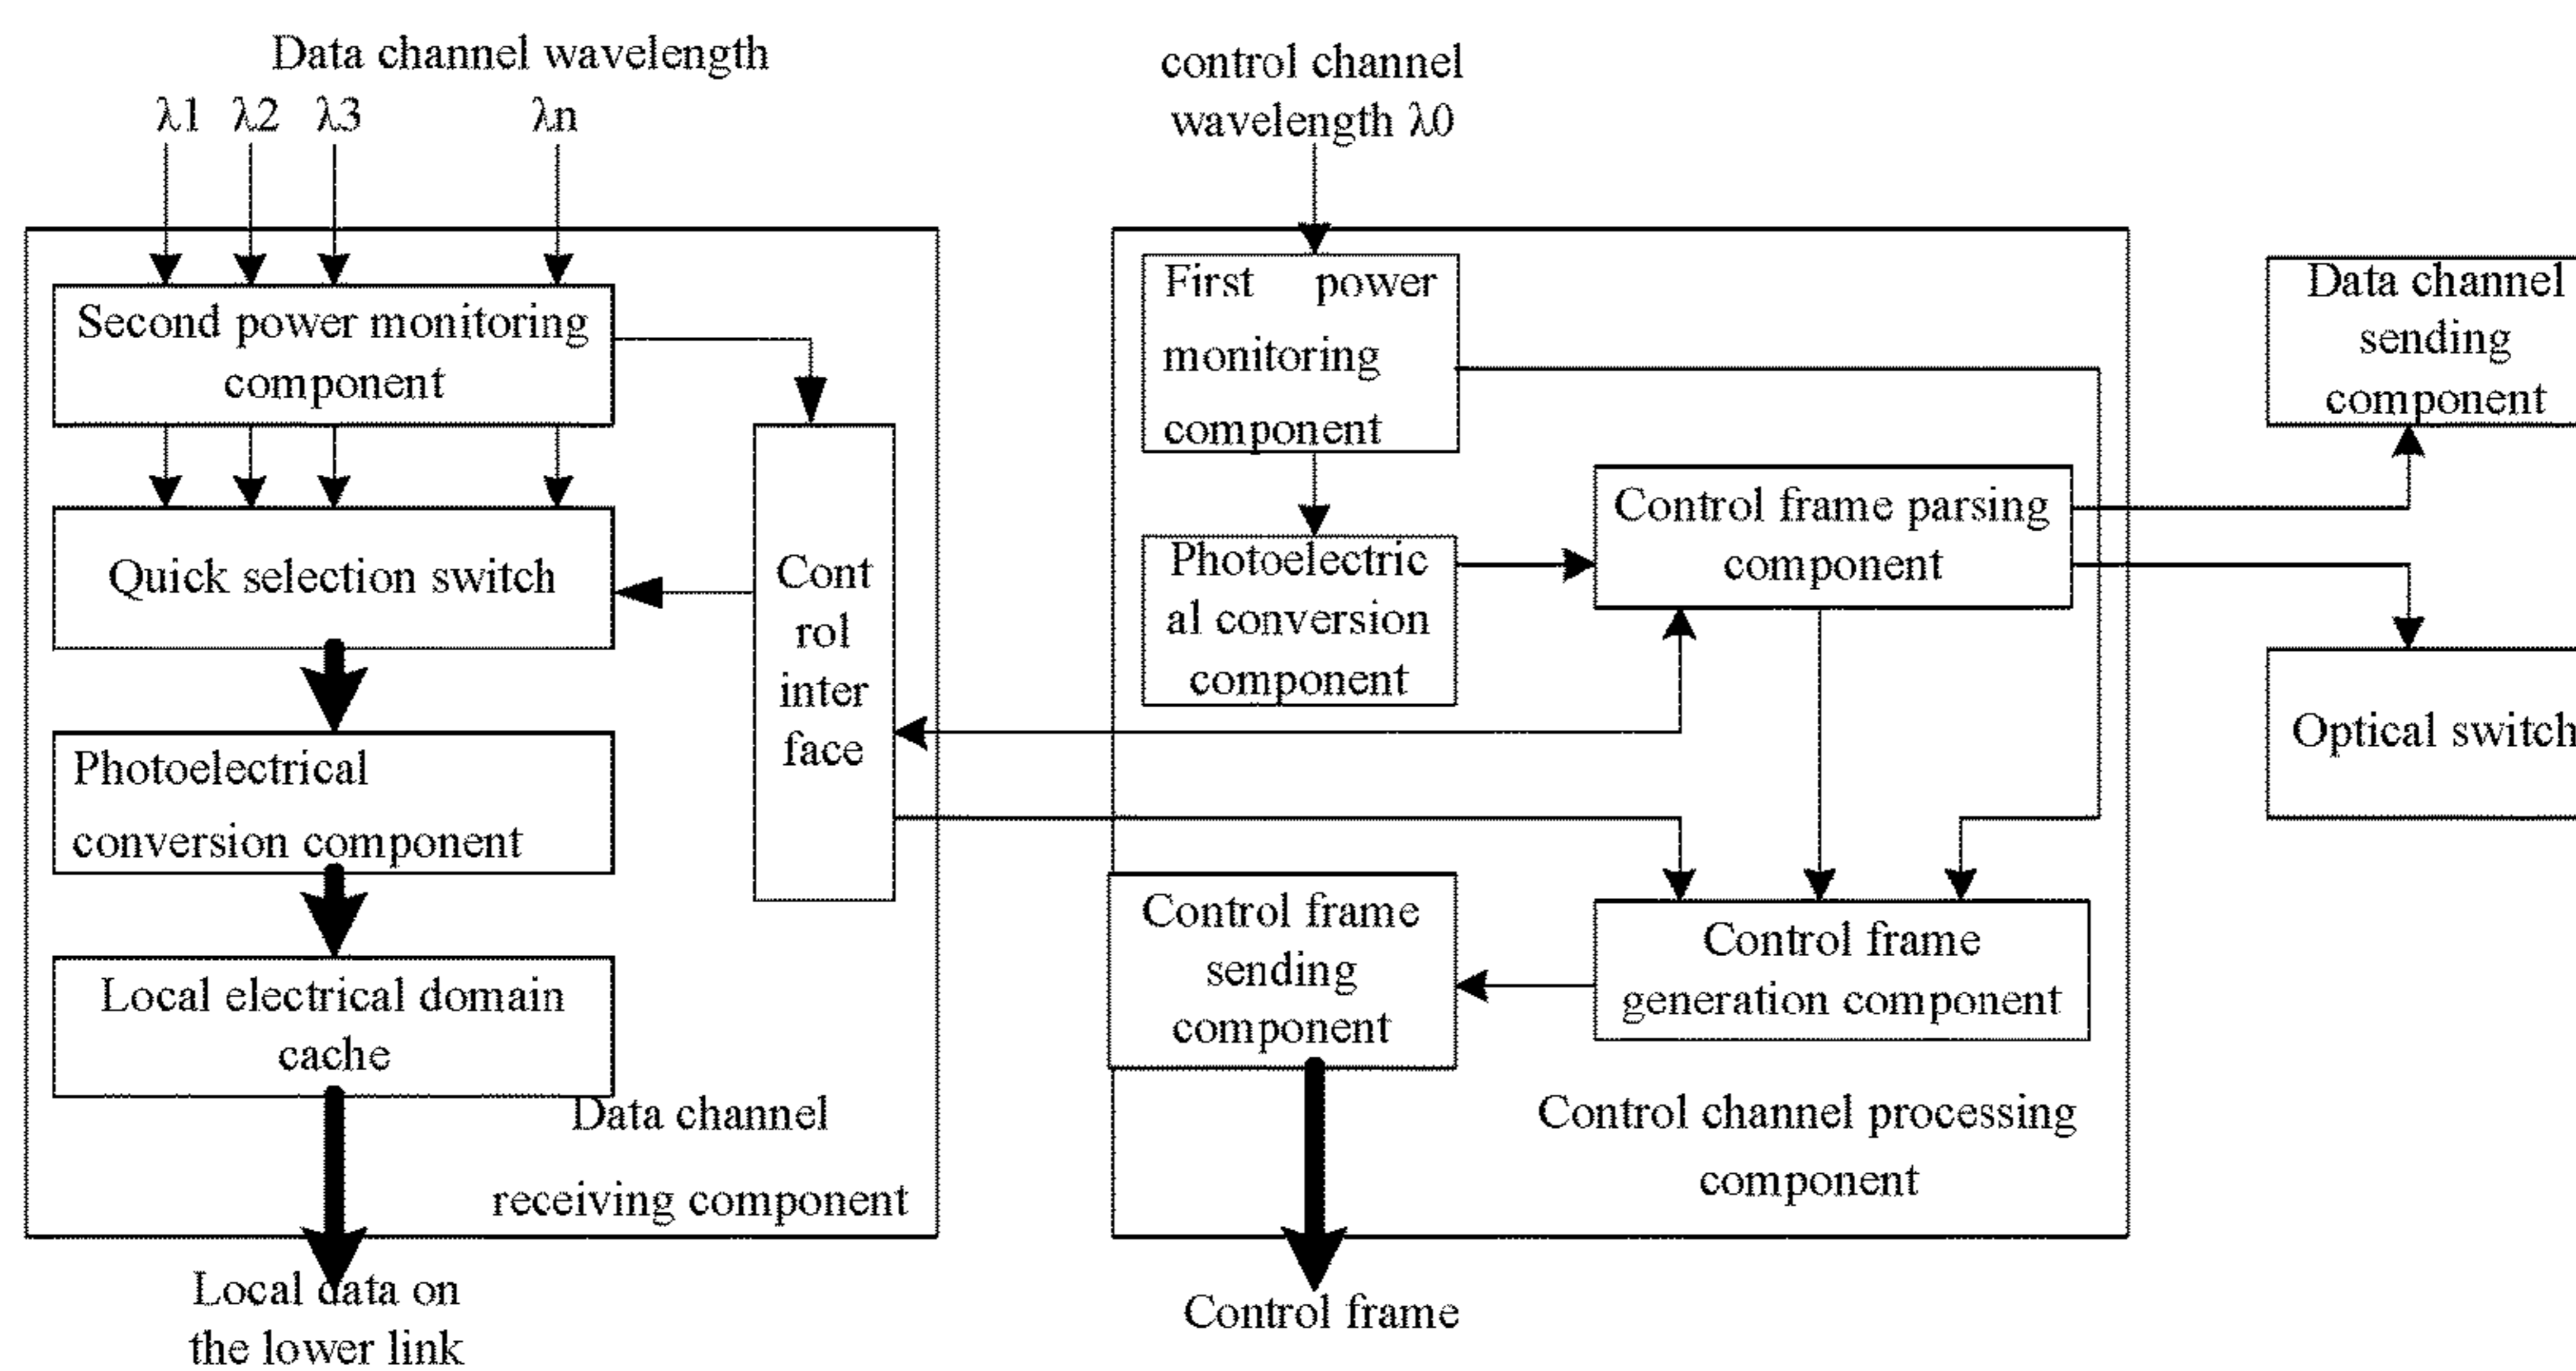 Data channel wavelength
λ1 λ2 λ3 λn
Second power monitoring
component
Quick selection switch
Photoelectrical
conversion component
Local electrical domain
cache
Cont
rol
inter
face
Data channel
receiving component
Local data on
the lower link
control channel
wavelength λ0
First power
monitoring
component
Photoelectric
al conversion
component
Control frame parsing
component
Control frame
sending
component
Control frame
generation component
Control channel processing
component
Control frame
Data channel
sending
component
Optical switch